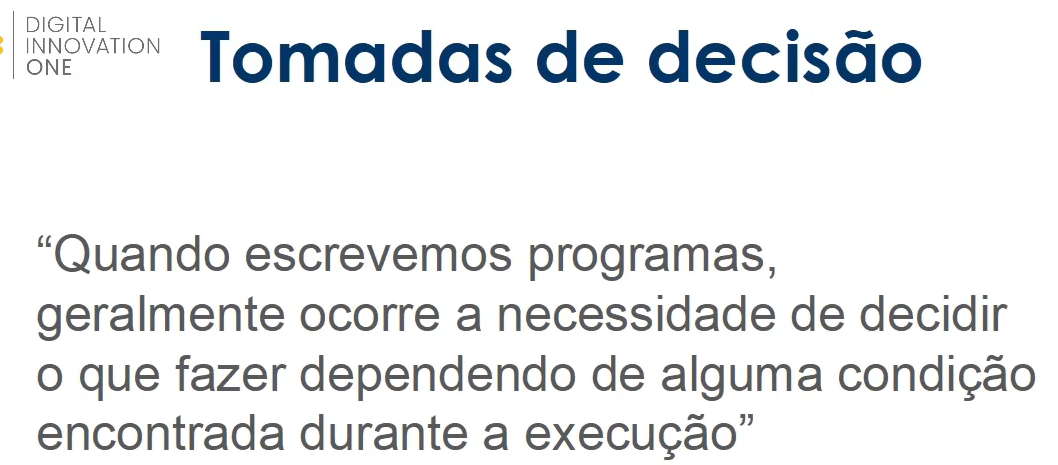 DIGITAL
INNOVATION
ONE
Tomadas de decisão
“Quando escrevemos programas,
geralmente ocorre a necessidade de decidir
o que fazer dependendo de alguma condição
encontrada durante a execução”